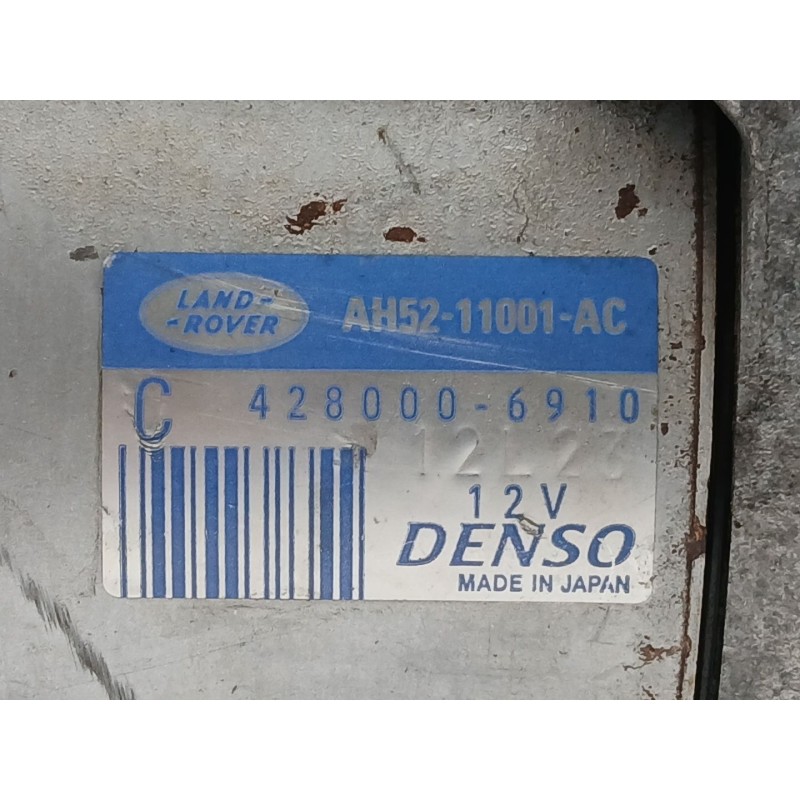 LAND-
-ROVER
AH52-11001-AC
C 428000-6910
12V
DENSO
MADE IN JAPAN